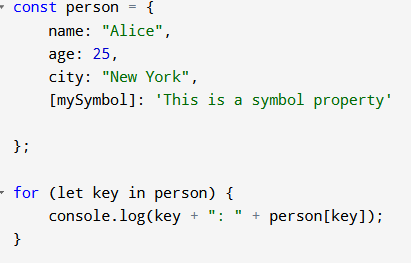 const person = {
    name: "Alice",
    age: 25,
    city: "New York",
    [mySymbol]: 'This is a symbol property'
};
for (let key in person) {
    console.log(key + ": " + person[key]);
}